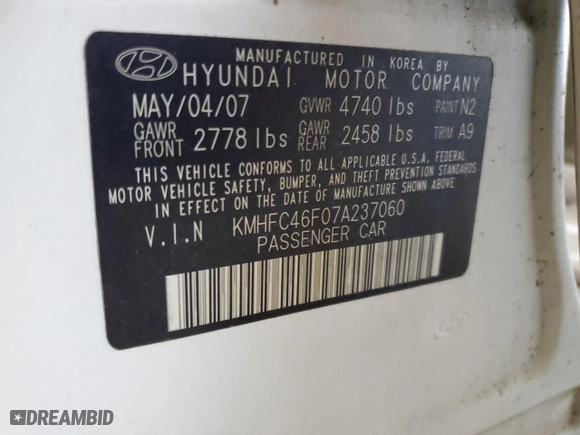 MANUFACTURED IN KOREA BY
HYUNDAI MOTOR COMPANY
MAY/04/07 GVWR 4740 lbs PAINT N2
GAWR FRONT 2778 lbs GAWR REAR 2458 lbs TRIM A9
THIS VEHICLE CONFORMS TO ALL APPLICABLE U.S.A. FEDERAL
MOTOR VEHICLE SAFETY, BUMPER, AND THEFT PREVENTION STANDARDS
IN EFFECT ON THE DATE OF MANUFACTURE SHOWN ABOVE
V.I.N KMHFC46F07A237060
PASSENGER CAR
DREAMBID